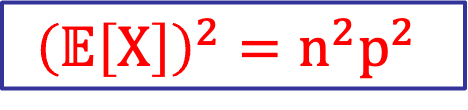 (𝔼[X])² = n²p²